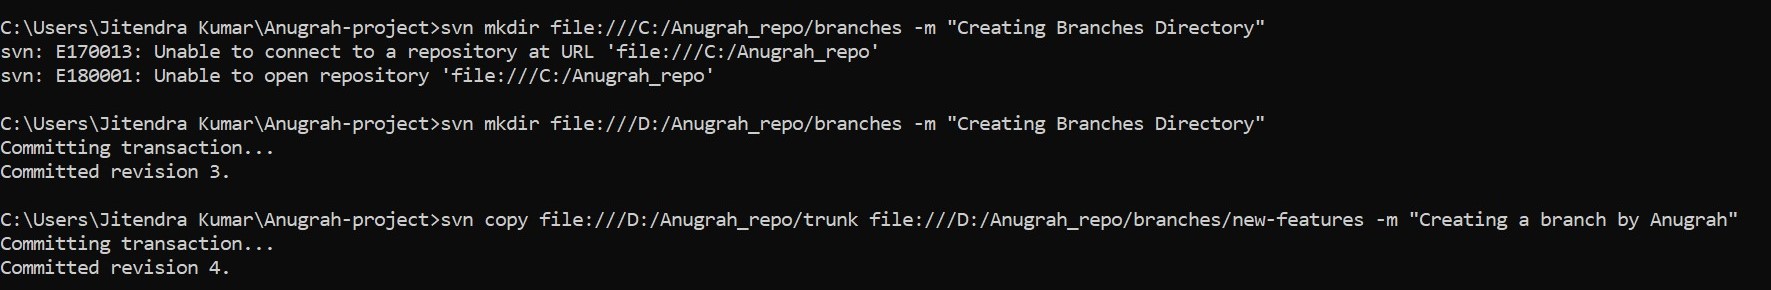 C:\Users\Jitendra Kumar\Anugrah-project>svn mkdir file:///C:/Anugrah_repo/branches -m "Creating Branches Directory"
svn: E170013: Unable to connect to a repository at URL 'file:///C:/Anugrah_repo'
svn: E180001: Unable to open repository 'file:///C:/Anugrah_repo'
C:\Users\Jitendra Kumar\Anugrah-project>svn mkdir file:///D:/Anugrah_repo/branches -m "Creating Branches Directory"
Committing transaction...
Committed revision 3.
C:\Users\Jitendra Kumar\Anugrah-project>svn copy file:///D:/Anugrah_repo/trunk file:///D:/Anugrah_repo/branches/new-features -m "Creating a branch by Anugrah"
Committing transaction...
Committed revision 4.